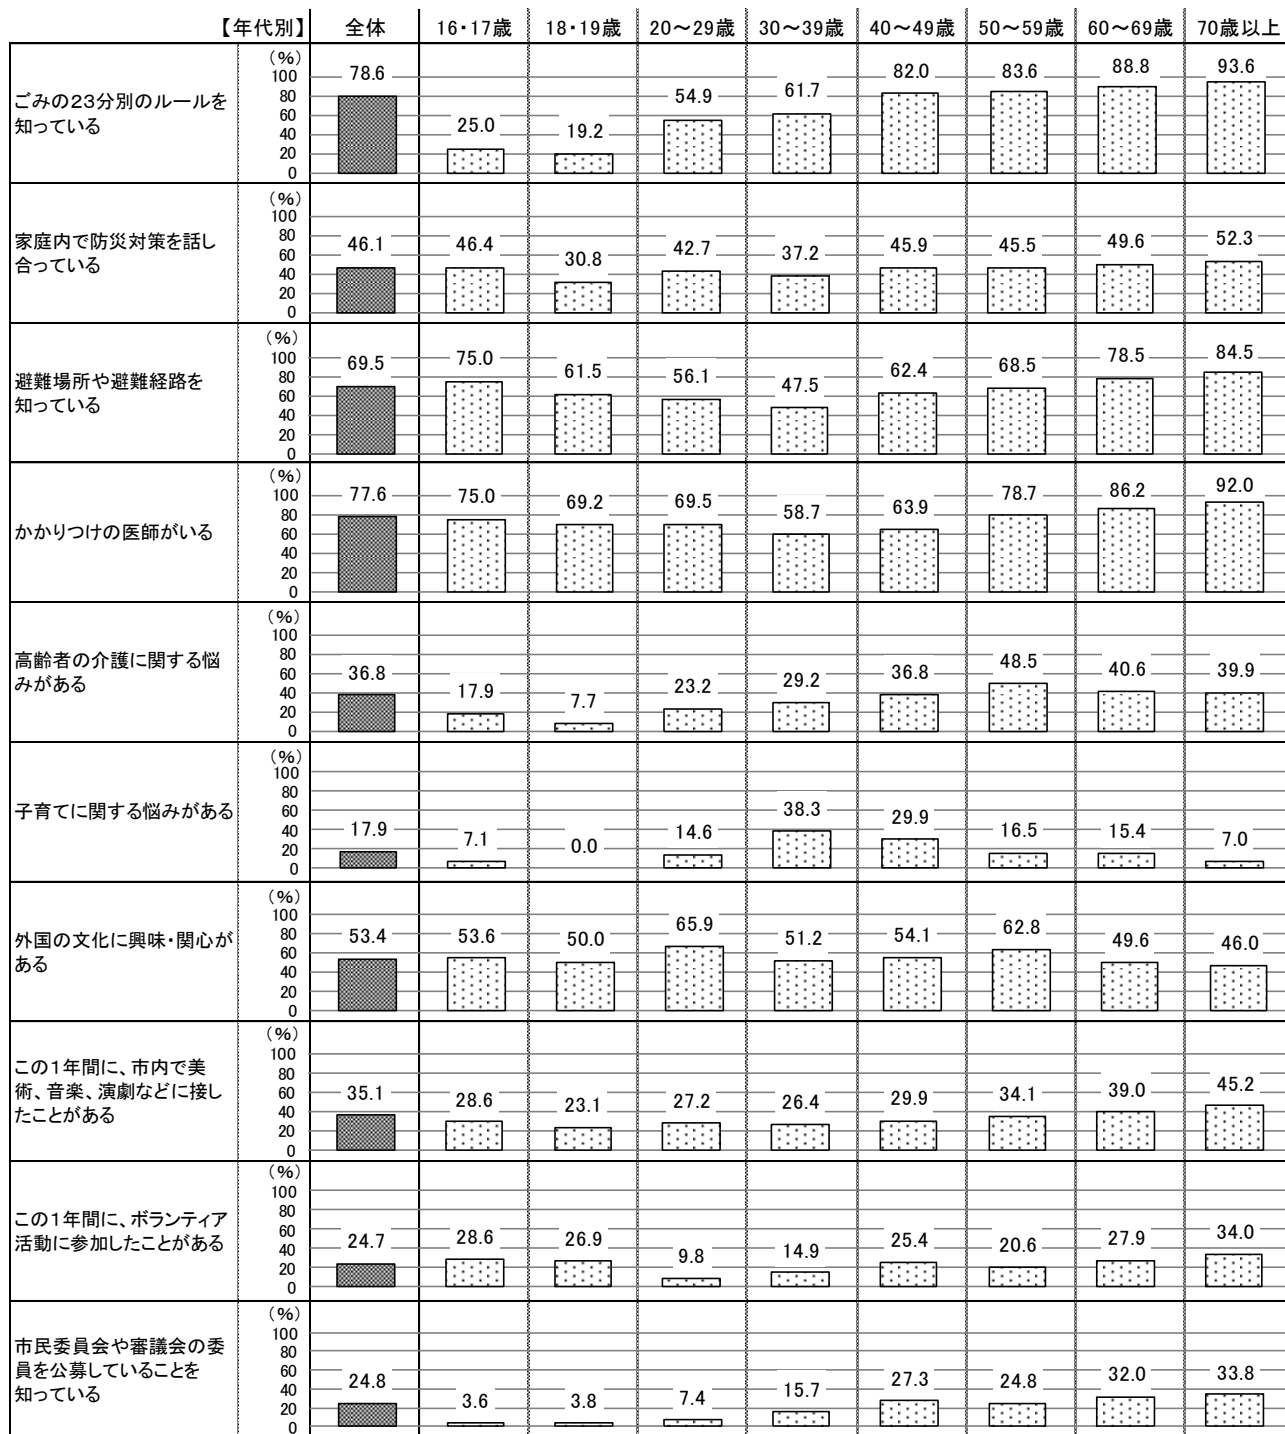 【年代別】 全体 16・17歳 18・19歳 20～29歳 30～39歳 40～49歳 50～59歳 60～69歳 70歳以上
ごみの23分別のルールを
知っている
(%)
100
80
60
40
20
0
78.6 25.0 19.2 54.9 61.7 82.0 83.6 88.8 93.6
家庭内で防災対策を話し
合っている
(%)
100
80
60
40
20
0
46.1 46.4 30.8 42.7 37.2 45.9 45.5 49.6 52.3
避難場所や避難経路を
知っている
(%)
100
80
60
40
20
0
69.5 75.0 61.5 56.1 47.5 62.4 68.5 78.5 84.5
かかりつけの医師がいる
(%)
100
80
60
40
20
0
77.6 75.0 69.2 69.5 58.7 63.9 78.7 86.2 92.0
高齢者の介護に関する悩
みがある
(%)
100
80
60
40
20
0
36.8 17.9 7.7 23.2 29.2 36.8 48.5 40.6 39.9
子育てに関する悩みがある
(%)
100
80
60
40
20
0
17.9 7.1 0.0 14.6 38.3 29.9 16.5 15.4 7.0
外国の文化に興味・関心が
ある
(%)
100
80
60
40
20
0
53.4 53.6 50.0 65.9 51.2 54.1 62.8 49.6 46.0
この1年間に、市内で美
術、音楽、演劇などに接し
たことがある
(%)
100
80
60
40
20
0
35.1 28.6 23.1 27.2 26.4 29.9 34.1 39.0 45.2
この1年間に、ボランティア
活動に参加したことがある
(%)
100
80
60
40
20
0
24.7 28.6 26.9 9.8 14.9 25.4 20.6 27.9 34.0
市民委員会や審議会の委
員を公募していることを
知っている
(%)
100
80
60
40
20
0
24.8 3.6 3.8 7.4 15.7 27.3 24.8 32.0 33.8